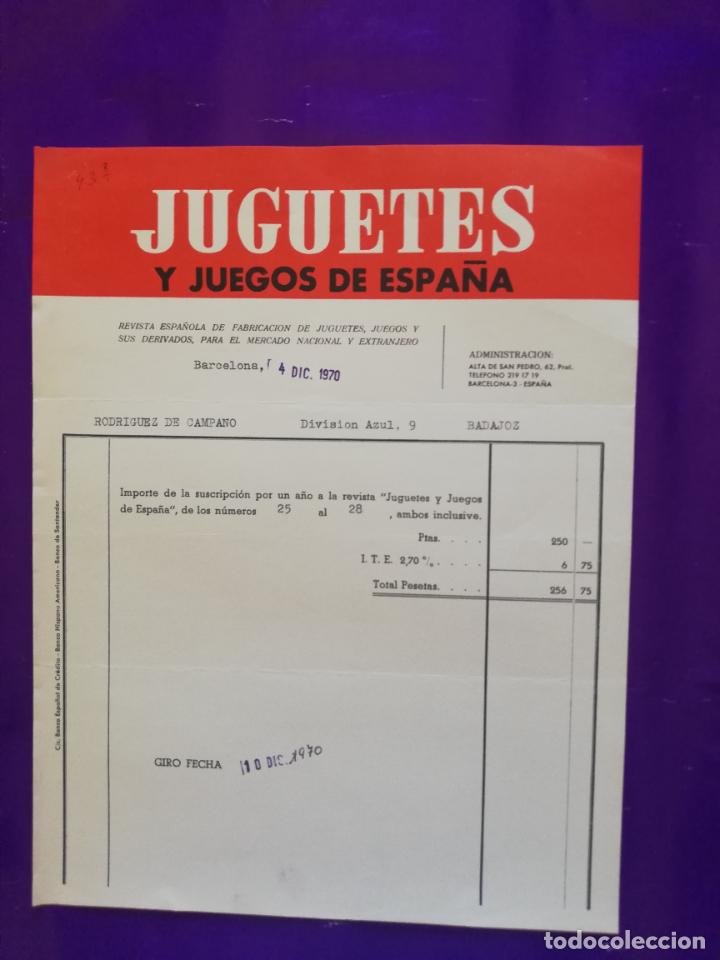 JUGUETES
Y JUEGOS DE ESPAÑA
REVISTA ESPAÑOLA DE FABRICACION DE JUGUETES, JUEGOS Y
SUS DERIVADOS, PARA EL MERCADO NACIONAL Y EXTRANJERO
Barcelona, 4 DIC. 1970
ADMINISTRACION:
ALTA DE SAN PEDRO, 62, Pral.
TELEFONO 219 17 19
BARCELONA-3 - ESPAÑA
RODRIGUEZ DE CAMPANO Division Azul, 9 BADAJOZ
Importe de la suscripción por un año a la revista "Juguetes y Juegos
de España", de los números 25 al 28, ambos inclusive.
Ptas. . . . 250 —
I. T. E. 2,70 % . . . . 6 75
Total Pesetas. . . . 256 75
GIRO FECHA 10 DIC. 1970
Cts. Banco Español de Crédito - Banco Hispano Americano - Banco de Santander
todocoleccion